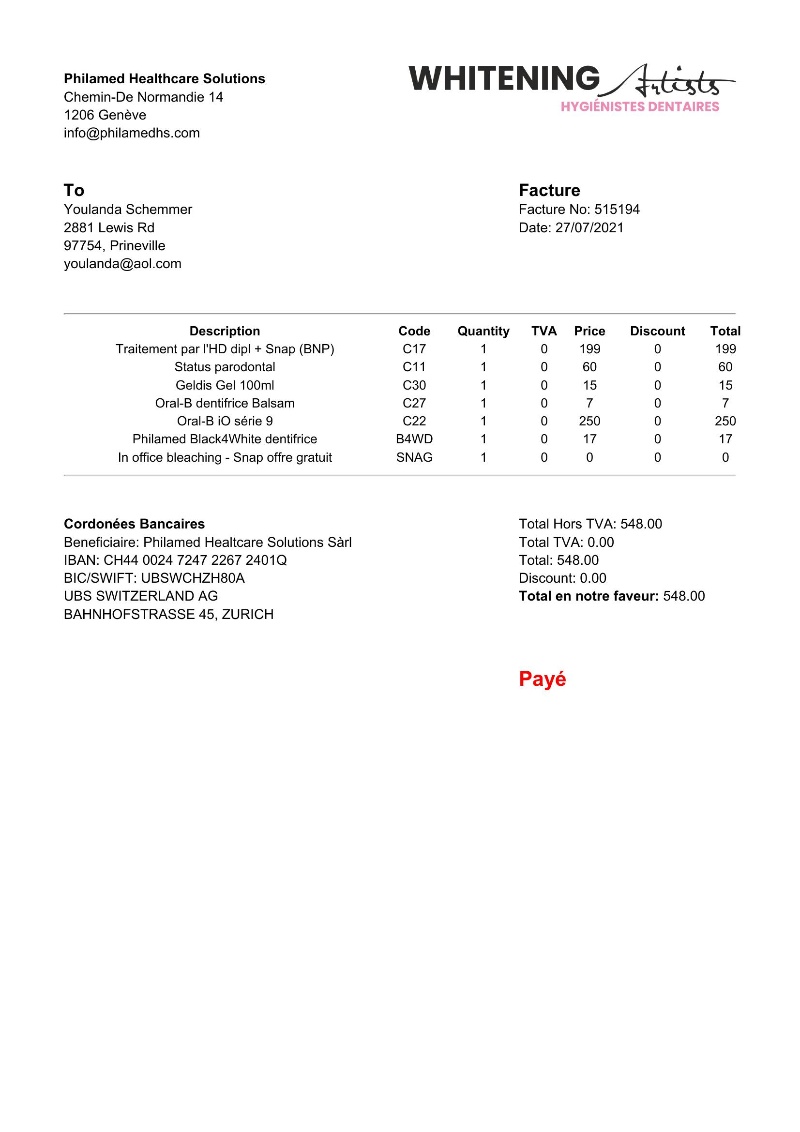 Philamed Healthcare Solutions
Chemin-De Normandie 14
1206 Genève
info@philamedhs.com
WHITENING Artists
HYGIÉNISTES DENTAIRES
To
Youlanda Schemmer
2881 Lewis Rd
97754, Prineville
youlanda@aol.com
Facture
Facture No: 515194
Date: 27/07/2021
Description Code Quantity TVA Price Discount Total
Traitement par l'HD dipl + Snap (BNP) C17 1 0 199 0 199
Status parodontal C11 1 0 60 0 60
Geldis Gel 100ml C30 1 0 15 0 15
Oral-B dentifrice Balsam C27 1 0 7 0 7
Oral-B iO série 9 C22 1 0 250 0 250
Philamed Black4White dentifrice B4WD 1 0 17 0 17
In office bleaching - Snap offre gratuit SNAG 1 0 0 0 0
Cordonées Bancaires
Beneficiaire: Philamed Healtcare Solutions Sàrl
IBAN: CH44 0024 7247 2267 2401Q
BIC/SWIFT: UBSWCHZH80A
UBS SWITZERLAND AG
BAHNHOFSTRASSE 45, ZURICH
Total Hors TVA: 548.00
Total TVA: 0.00
Total: 548.00
Discount: 0.00
Total en notre faveur: 548.00
Payé